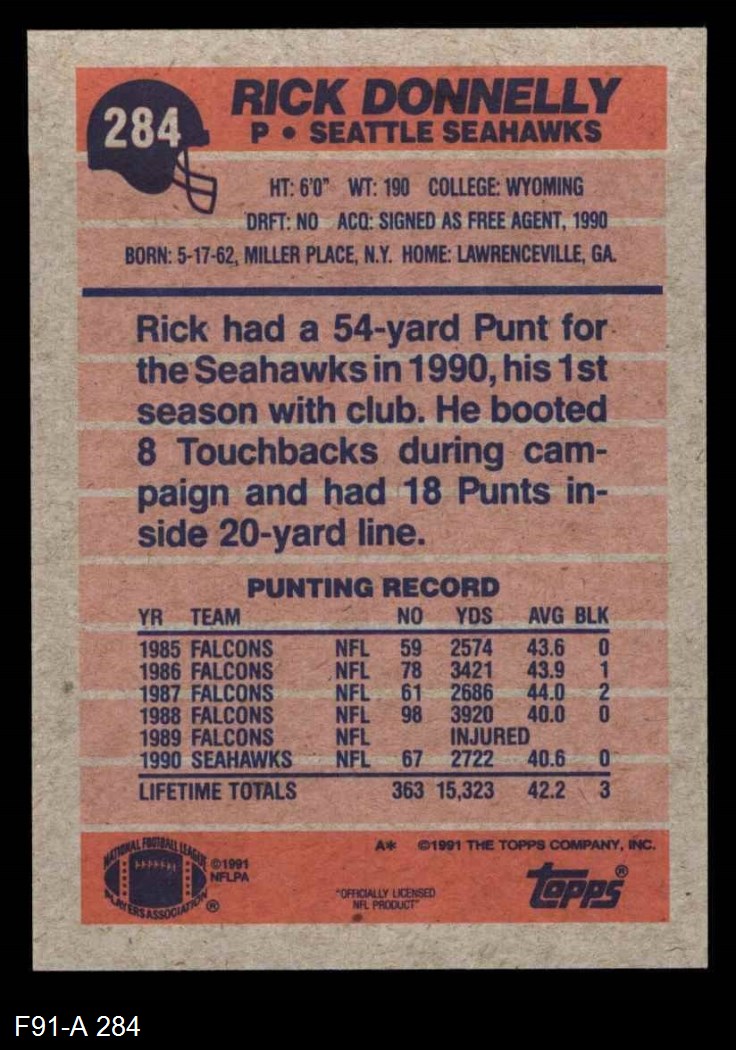 284
RICK DONNELLY
P • SEATTLE SEAHAWKS
HT: 6'0" WT: 190 COLLEGE: WYOMING
DRFT: NO ACQ: SIGNED AS FREE AGENT, 1990
BORN: 5-17-62, MILLER PLACE, N.Y. HOME: LAWRENCEVILLE, GA.
Rick had a 54-yard Punt for
the Seahawks in 1990, his 1st
season with club. He booted
8 Touchbacks during cam-
paign and had 18 Punts in-
side 20-yard line.
PUNTING RECORD
YR TEAM NO YDS AVG BLK
1985 FALCONS NFL 59 2574 43.6 0
1986 FALCONS NFL 78 3421 43.9 1
1987 FALCONS NFL 61 2686 44.0 2
1988 FALCONS NFL 98 3920 40.0 0
1989 FALCONS NFL INJURED
1990 SEAHAWKS NFL 67 2722 40.6 0
LIFETIME TOTALS 363 15,323 42.2 3
A* ©1991 THE TOPPS COMPANY, INC.
NATIONAL FOOTBALL LEAGUE
PLAYERS ASSOCIATION ®
©1991
NFLPA
"OFFICIALLY LICENSED
NFL PRODUCT"
topps®
F91-A 284